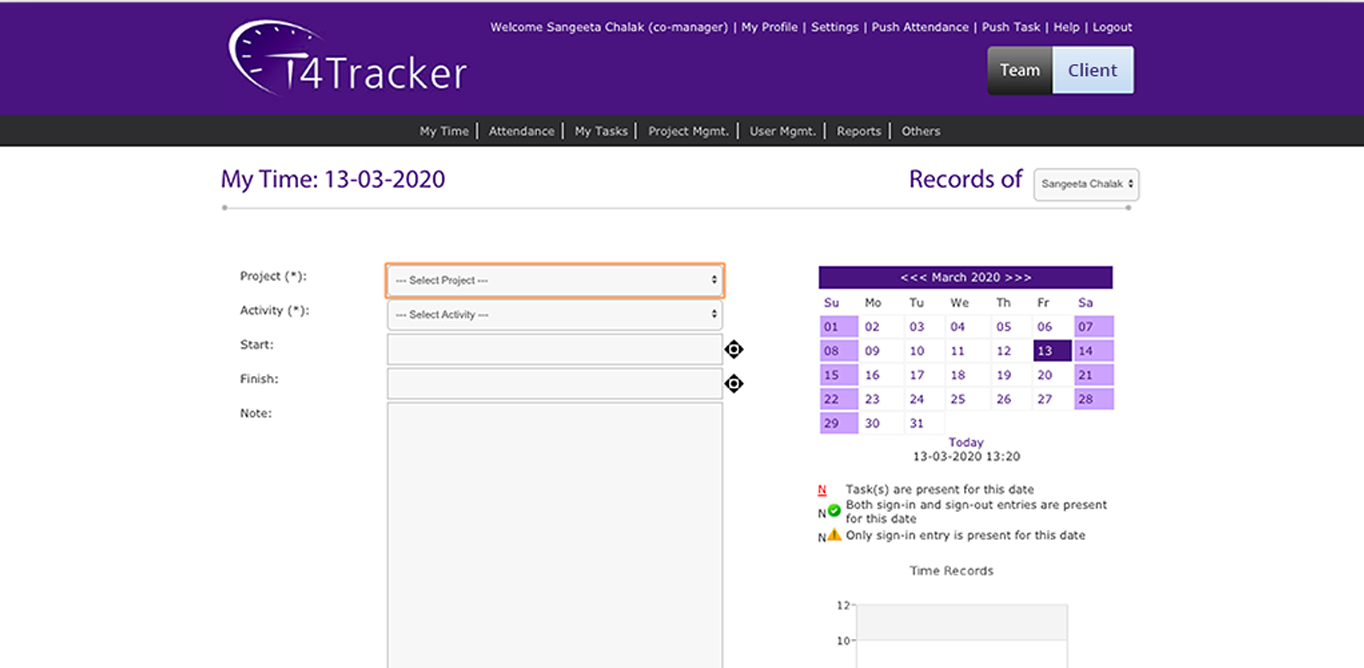 Welcome Sangeeta Chalak (co-manager) | My Profile | Settings | Push Attendance | Push Task | Help | Logout
T4Tracker
Team Client
My Time | Attendance | My Tasks | Project Mgmt. | User Mgmt. | Reports | Others
My Time: 13-03-2020
Records of Sangeeta Chalak
Project (*): --- Select Project ---
Activity (*): --- Select Activity ---
Start:
Finish:
Note:
<<< March 2020 >>>
Su Mo Tu We Th Fr Sa
01 02 03 04 05 06 07
08 09 10 11 12 13 14
15 16 17 18 19 20 21
22 23 24 25 26 27 28
29 30 31
Today
13-03-2020 13:20
N Task(s) are present for this date
N Both sign-in and sign-out entries are present
for this date
N Only sign-in entry is present for this date
Time Records
12
10